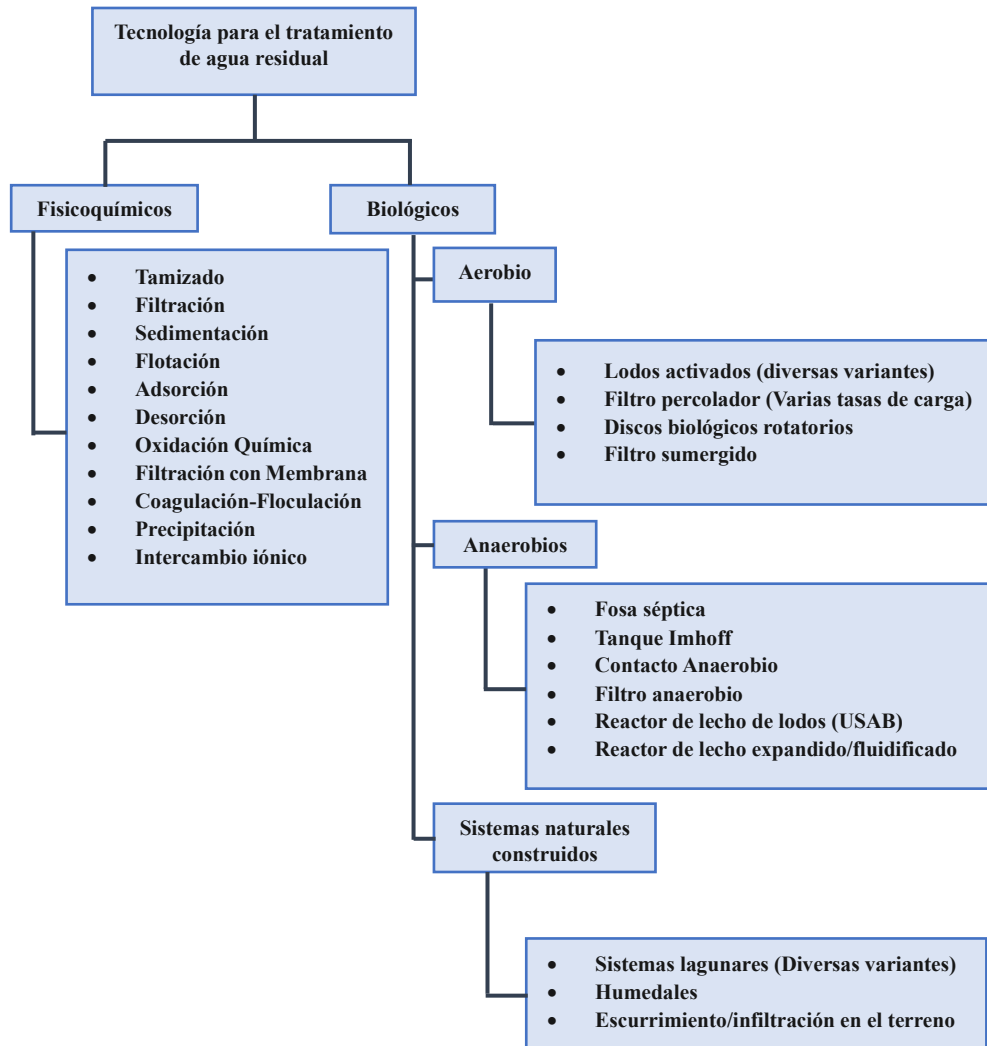 Tecnología para el tratamiento
de agua residual
Fisicoquímicos
Biológicos
• Tamizado
• Filtración
• Sedimentación
• Flotación
• Adsorción
• Desorción
• Oxidación Química
• Filtración con Membrana
• Coagulación-Floculación
• Precipitación
• Intercambio iónico
Aerobio
• Lodos activados (diversas variantes)
• Filtro percolador (Varias tasas de carga)
• Discos biológicos rotatorios
• Filtro sumergido
Anaerobios
• Fosa séptica
• Tanque Imhoff
• Contacto Anaerobio
• Filtro anaerobio
• Reactor de lecho de lodos (USAB)
• Reactor de lecho expandido/fluidificado
Sistemas naturales
construidos
• Sistemas lagunares (Diversas variantes)
• Humedales
• Escurrimiento/infiltración en el terreno